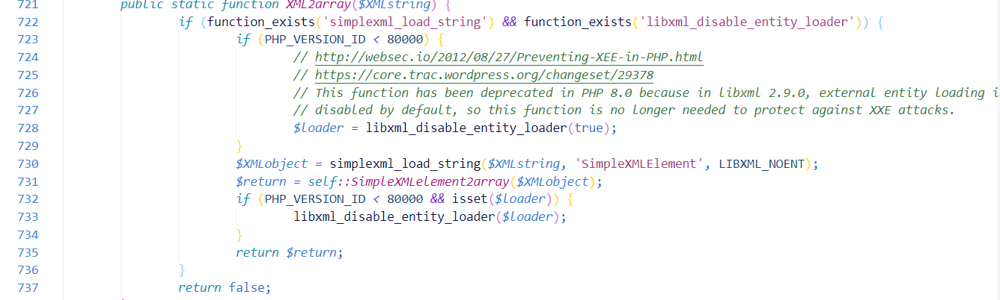 721 public static function XML2array($XMLstring) {
722 if (function_exists('simplexml_load_string') && function_exists('libxml_disable_entity_loader')) {
723 if (PHP_VERSION_ID < 80000) {
724 // http://websec.io/2012/08/27/Preventing-XEE-in-PHP.html
725 // https://core.trac.wordpress.org/changeset/29378
726 // This function has been deprecated in PHP 8.0 because in libxml 2.9.0, external entity loading i
727 // disabled by default, so this function is no longer needed to protect against XXE attacks.
728 $loader = libxml_disable_entity_loader(true);
729 }
730 $XMLobject = simplexml_load_string($XMLstring, 'SimpleXMLElement', LIBXML_NOENT);
731 $return = self::SimpleXMLelement2array($XMLobject);
732 if (PHP_VERSION_ID < 80000 && isset($loader)) {
733 libxml_disable_entity_loader($loader);
734 }
735 return $return;
736 }
737 return false;